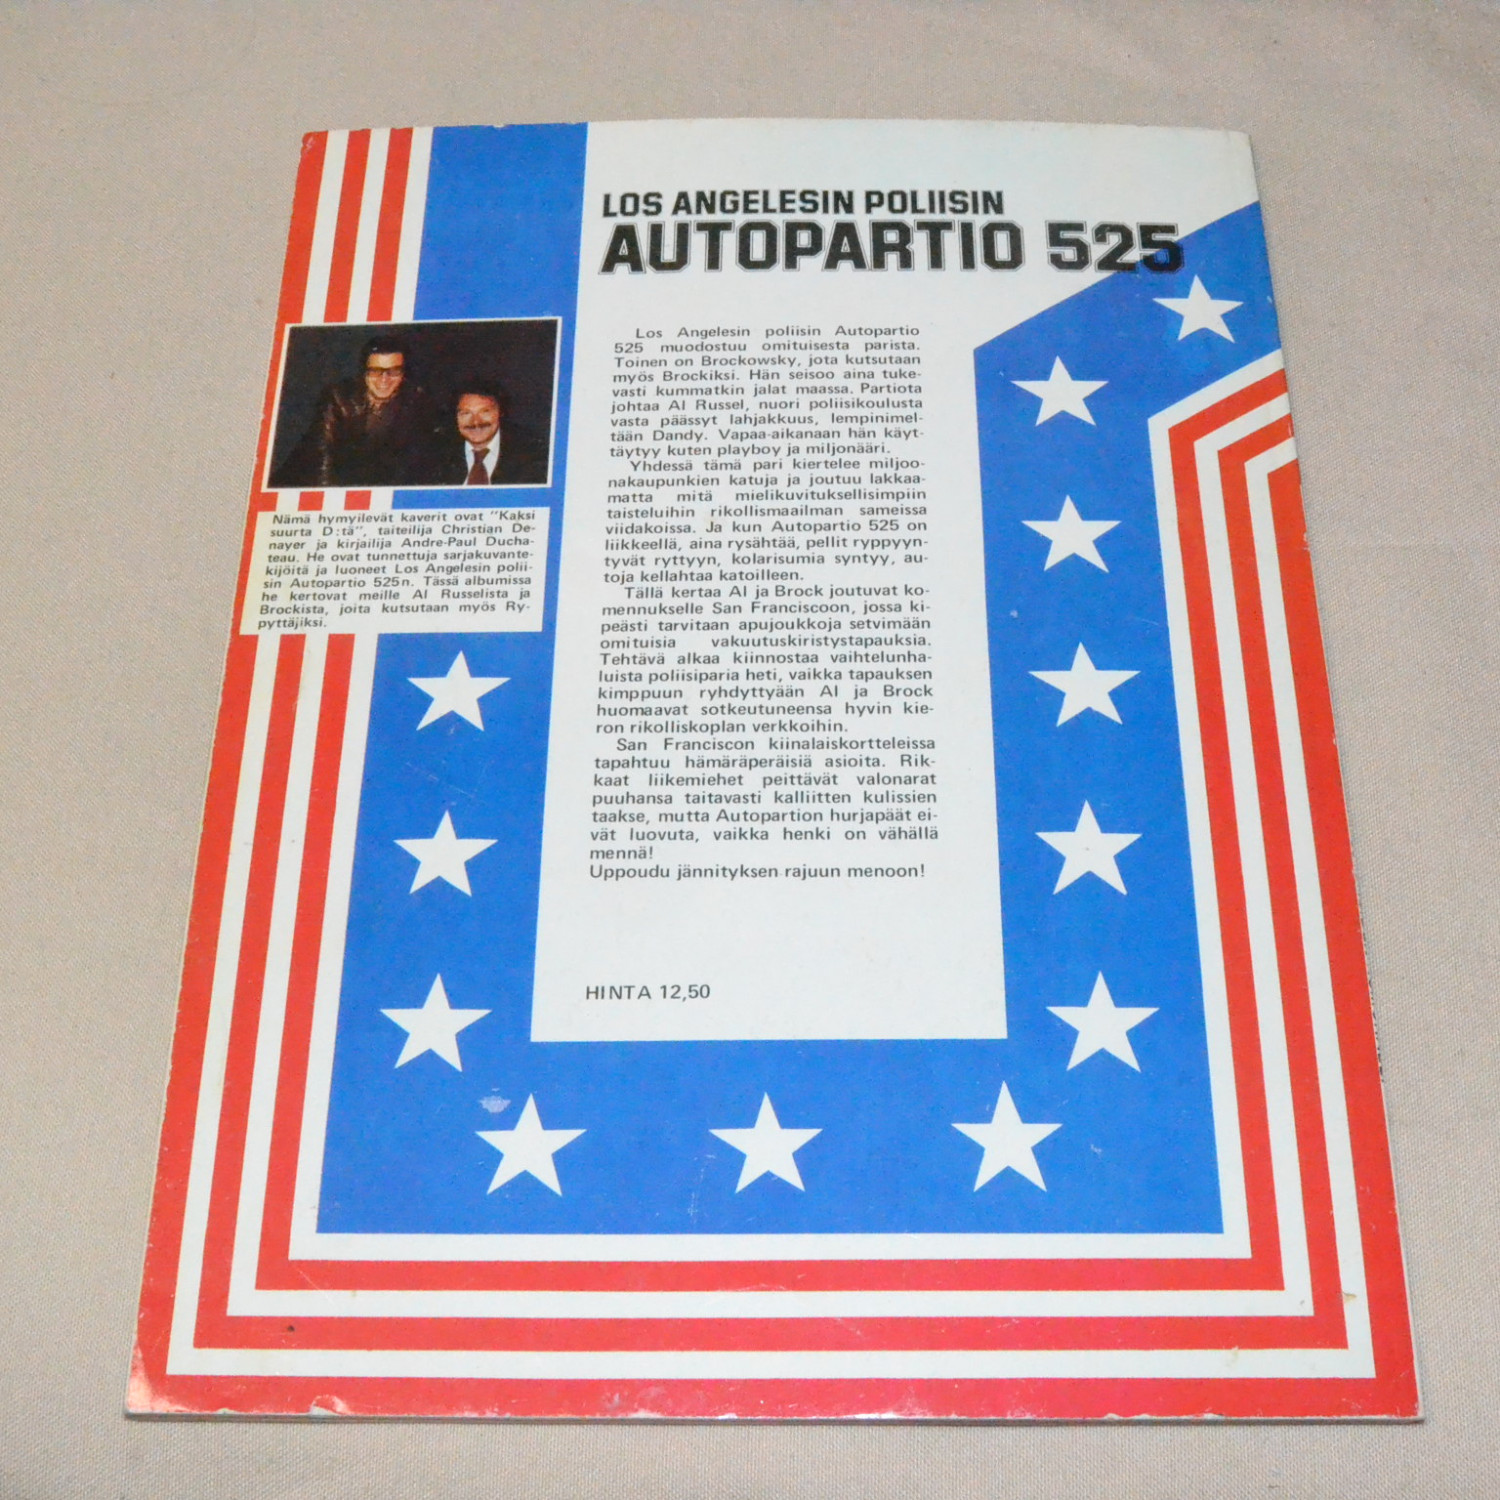 LOS ANGELESIN POLIISIN
AUTOPARTIO 525
Los Angelesin poliisin Autopartio
525 muodostuu omituisesta parista.
Toinen on Brockowsky, jota kutsutaan
myös Brockiksi. Hän seisoo aina tuke-
vasti kummatkin jalat maassa. Partiota
johtaa Al Russel, nuori poliisikoulusta
vasta päässyt lahjakkuus, lempinimel-
tään Dandy. Vapaa-aikanaan hän käyt-
täytyy kuten playboy ja miljonääri.
Yhdessä tämä pari kiertelee miljoo-
nakaupunkien katuja ja joutuu lakkaa-
matta mitä mielikuvituksellisimpiin
taisteluihin rikollismaailman sameissa
viidakoissa. Ja kun Autopartio 525 on
liikkeellä, aina rysähtää, pellit ryppyyn-
tyvät ryttyyn, kolarisumia syntyy, au-
toja kellahtaa katoilleen.
Tällä kertaa Al ja Brock joutuvat ko-
mennukselle San Franciscoon, jossa ki-
peästi tarvitaan apujoukkoja setvimään
omituisia vakuutuskiristystapauksia.
Tehtävä alkaa kiinnostaa vaihtelunha-
luista poliisiparia heti, vaikka tapauksen
kimppuun ryhdyttyään Al ja Brock
huomaavat sotkeutuneensa hyvin kie-
ron rikolliskoplan verkkoihin.
San Franciscon kiinalaiskortteleissa
tapahtuu hämäräperäisiä asioita. Rik-
kaat liikemiehet peittävät valonarat
puuhansa taitavasti kalliitten kulissien
taakse, mutta Autopartion hurjapäät ei-
vät luovuta, vaikka henki on vähällä
mennä!
Uppoudu jännityksen rajuun menoon!
HINTA 12,50
Nämä hymyilevät kaverit ovat "Kaksi
suurta D:tä", taiteilija Christian De-
nayer ja kirjailija Andre-Paul Ducha-
teau. He ovat tunnettuja sarjakuvante-
kijöitä ja luoneet Los Angelesin polii-
sin Autopartio 525n. Tässä albumissa
he kertovat meille Al Russelista ja
Brockista, joita kutsutaan myös Ry-
pyttäjiksi.